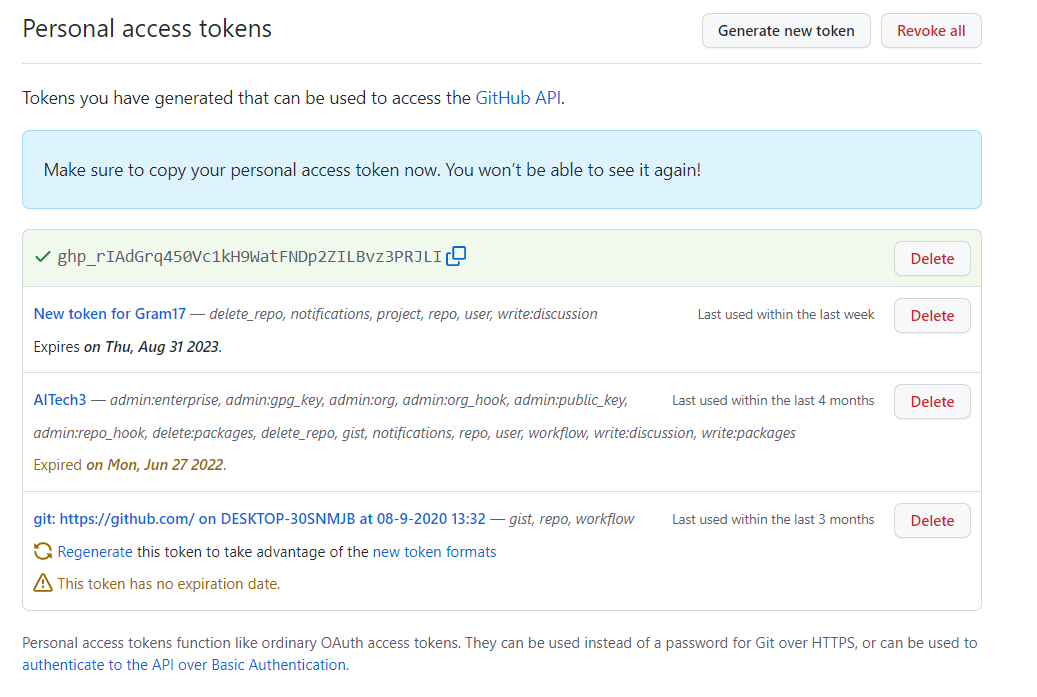 Personal access tokens
Generate new token
Revoke all
Tokens you have generated that can be used to access the GitHub API.
Make sure to copy your personal access token now. You won’t be able to see it again!
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
Delete
New token for Gram17 — delete_repo, notifications, project, repo, user, write:discussion
Last used within the last week
Delete
Expires on Thu, Aug 31 2023.
AITech3 — admin:enterprise, admin:gpg_key, admin:org, admin:org_hook, admin:public_key,
Last used within the last 4 months
Delete
admin:repo_hook, delete:packages, delete_repo, gist, notifications, repo, user, workflow, write:discussion, write:packages
Expired on Mon, Jun 27 2022.
git: https://github.com/ on DESKTOP-30SNMJB at 08-9-2020 13:32 — gist, repo, workflow
Last used within the last 3 months
Delete
Regenerate this token to take advantage of the new token formats
This token has no expiration date.
Personal access tokens function like ordinary OAuth access tokens. They can be used instead of a password for Git over HTTPS, or can be used to
authenticate to the API over Basic Authentication.